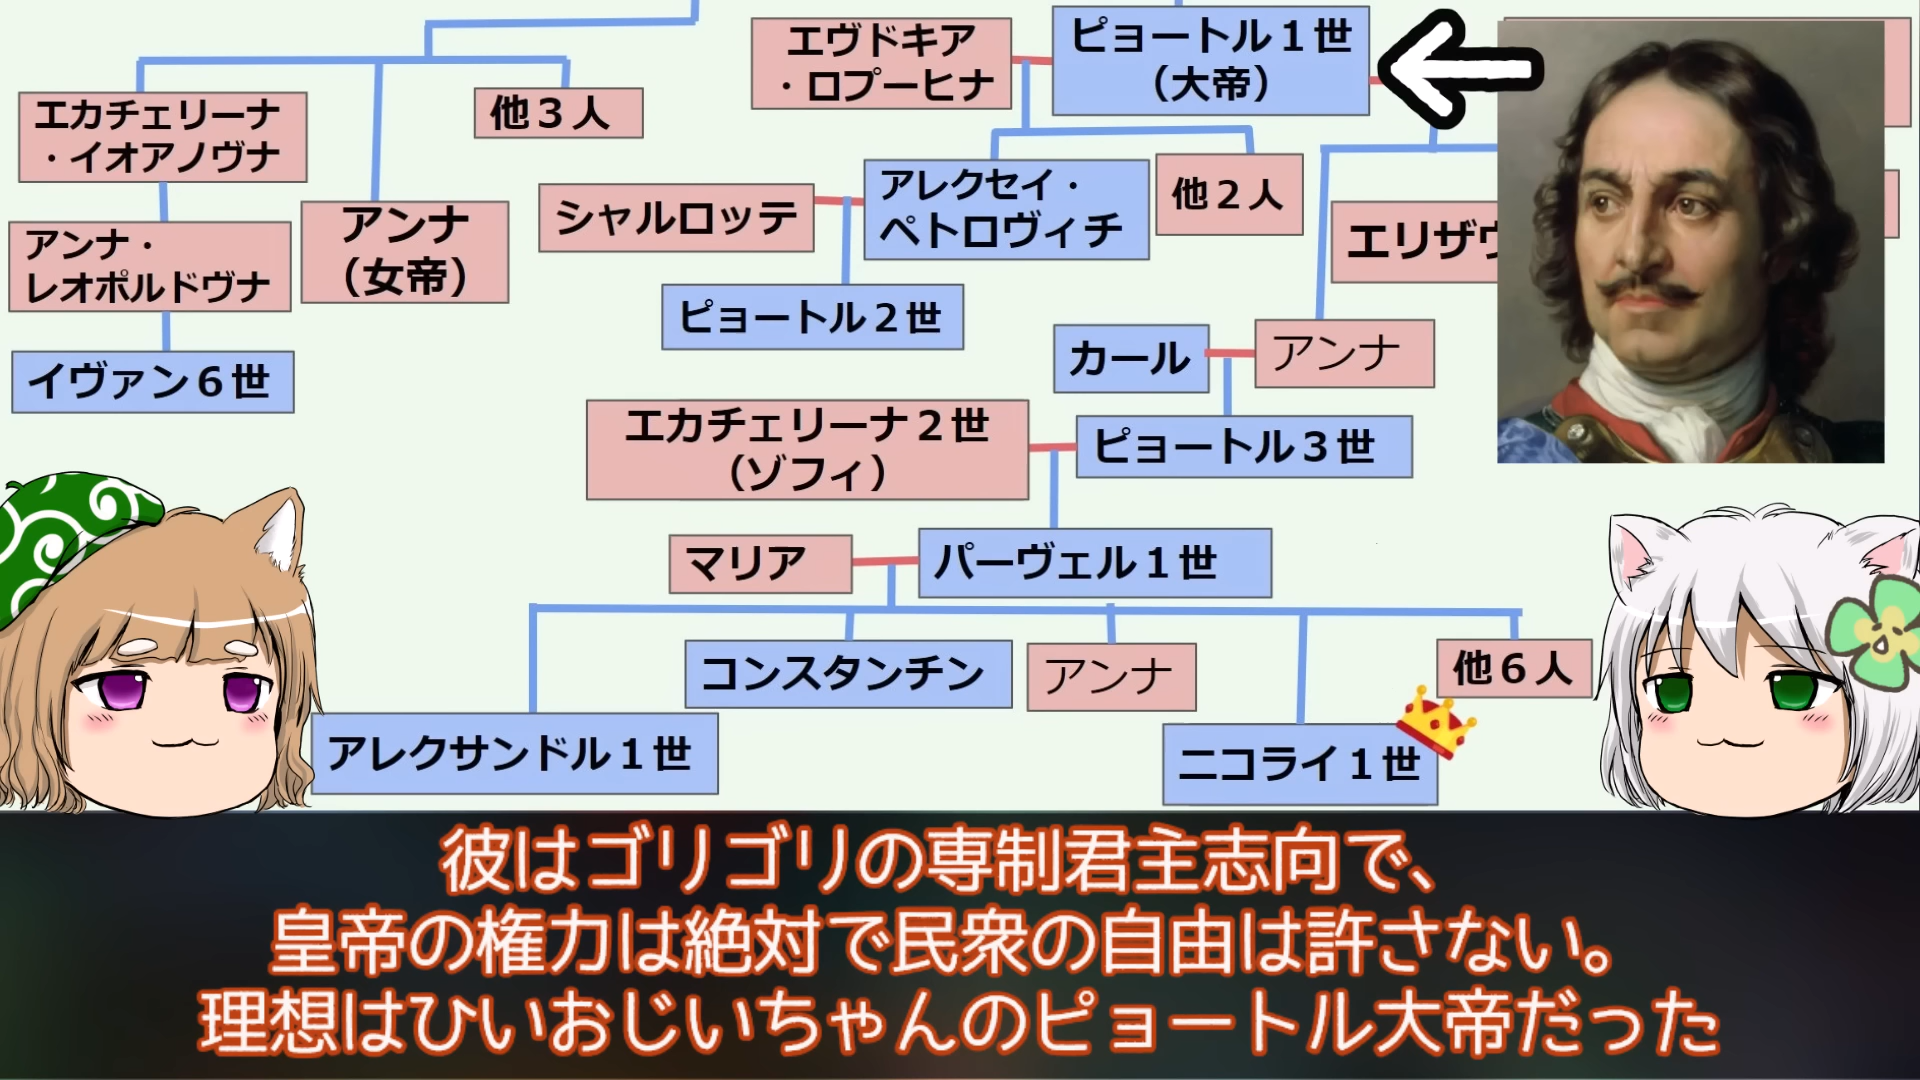 エヴドキア
・ロプーヒナ
ピョートル１世
（大帝）
エカチェリーナ
・イオアノヴナ
他３人
アンナ・
レオポルドヴナ
アンナ
（女帝）
シャルロッテ
アレクセイ・
ペトロヴィチ
他２人
エリザヴ
ピョートル２世
カール
アンナ
イヴァン６世
エカチェリーナ２世
（ゾフィ）
ピョートル３世
マリア
パーヴェル１世
コンスタンチン
アンナ
他６人
アレクサンドル１世
ニコライ１世
彼はゴリゴリの専制君主志向で、
皇帝の権力は絶対で民衆の自由は許さない。
理想はひいおじいちゃんのピョートル大帝だった